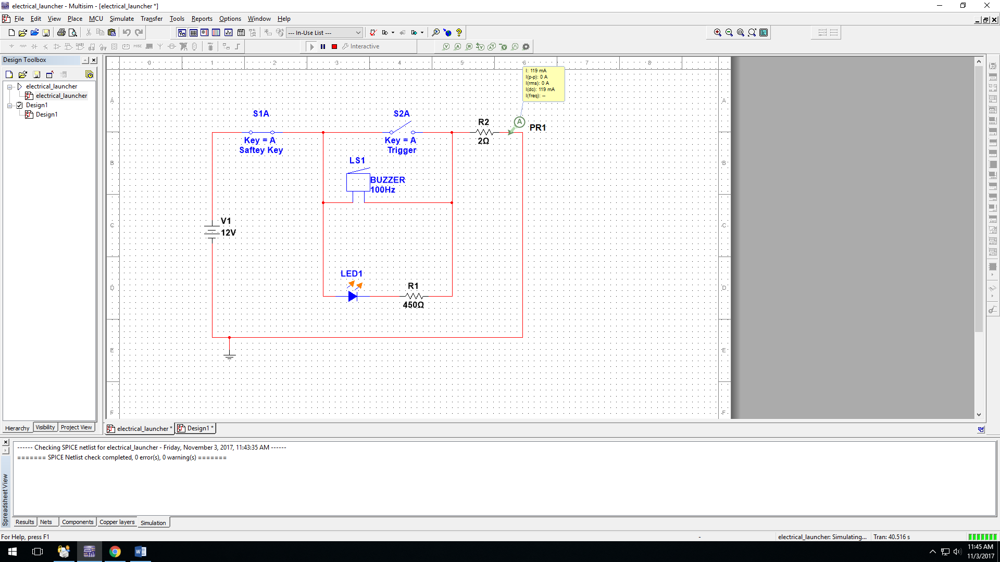 electrical_launcher - Multisim - [electrical_launcher *]
File Edit View Place MCU Simulate Transfer Tools Reports Options Window Help
--- In-Use List ---
MISC
Interactive
Design Toolbox
electrical_launcher
electrical_launcher
Design1
Design1
Hierarchy Visibility Project View
0 1 2 3 4 5 6 7 8
A
B
C
D
E
F
A
B
C
D
E
F
I: 119 mA
I(p-p): 0 A
I(rms): 0 A
I(dc): 119 mA
I(freq): --
S1A
Key = A
Saftey Key
S2A
Key = A
Trigger
R2
2Ω
A
PR1
LS1
BUZZER
100Hz
V1
12V
LED1
R1
450Ω
electrical_launcher * Design1 *
Spreadsheet View
------ Checking SPICE netlist for electrical_launcher - Friday, November 3, 2017, 11:43:35 AM ------
======= SPICE Netlist check completed, 0 error(s), 0 warning(s) =======
Results Nets Components Copper layers Simulation
For Help, press F1
-
electrical_launcher: Simulating... Tran: 40.516 s
11:45 AM
11/3/2017